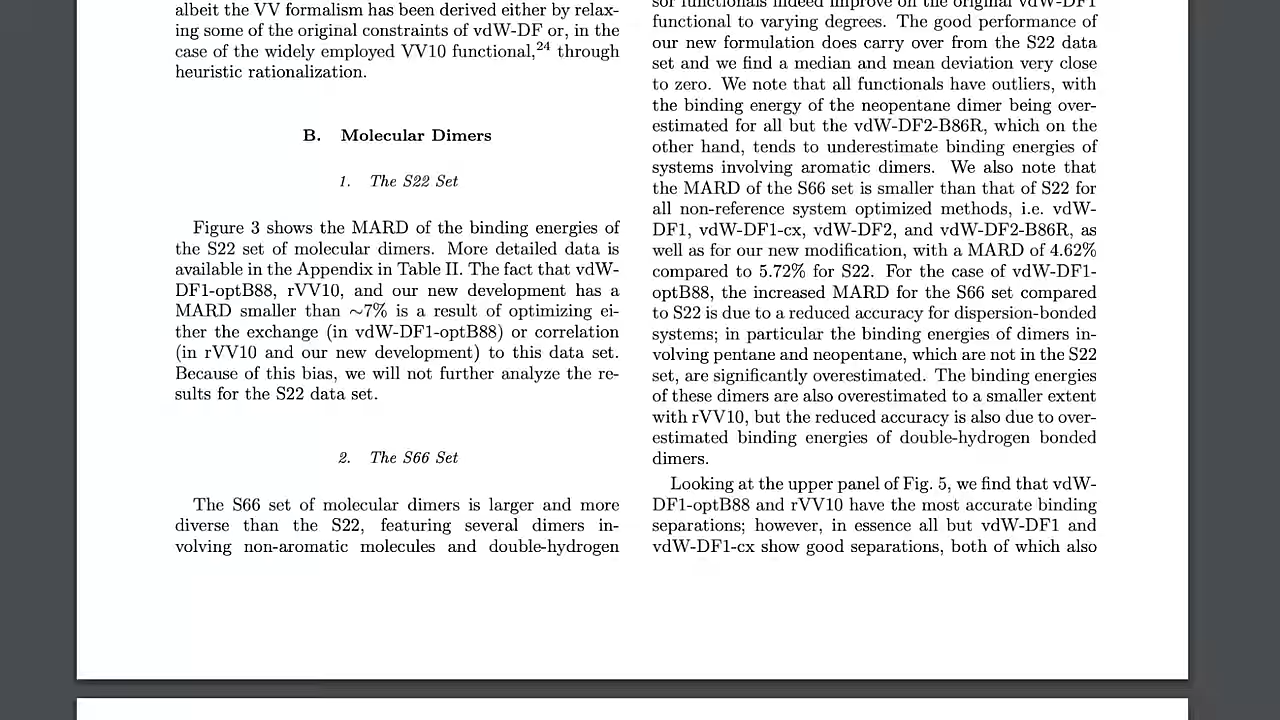 albeit the VV formalism has been derived either by relax-
ing some of the original constraints of vdW-DF or, in the
case of the widely employed VV10 functional,24 through
heuristic rationalization.
B. Molecular Dimers
1. The S22 Set
Figure 3 shows the MARD of the binding energies of
the S22 set of molecular dimers. More detailed data is
available in the Appendix in Table II. The fact that vdW-
DF1-optB88, rVV10, and our new development has a
MARD smaller than ~7% is a result of optimizing ei-
ther the exchange (in vdW-DF1-optB88) or correlation
(in rVV10 and our new development) to this data set.
Because of this bias, we will not further analyze the re-
sults for the S22 data set.
2. The S66 Set
The S66 set of molecular dimers is larger and more
diverse than the S22, featuring several dimers in-
volving non-aromatic molecules and double-hydrogen
sor functionals indeed improve on the original vdW-DF1
functional to varying degrees. The good performance of
our new formulation does carry over from the S22 data
set and we find a median and mean deviation very close
to zero. We note that all functionals have outliers, with
the binding energy of the neopentane dimer being over-
estimated for all but the vdW-DF2-B86R, which on the
other hand, tends to underestimate binding energies of
systems involving aromatic dimers. We also note that
the MARD of the S66 set is smaller than that of S22 for
all non-reference system optimized methods, i.e. vdW-
DF1, vdW-DF1-cx, vdW-DF2, and vdW-DF2-B86R, as
well as for our new modification, with a MARD of 4.62%
compared to 5.72% for S22. For the case of vdW-DF1-
optB88, the increased MARD for the S66 set compared
to S22 is due to a reduced accuracy for dispersion-bonded
systems; in particular the binding energies of dimers in-
volving pentane and neopentane, which are not in the S22
set, are significantly overestimated. The binding energies
of these dimers are also overestimated to a smaller extent
with rVV10, but the reduced accuracy is also due to over-
estimated binding energies of double-hydrogen bonded
dimers.
Looking at the upper panel of Fig. 5, we find that vdW-
DF1-optB88 and rVV10 have the most accurate binding
separations; however, in essence all but vdW-DF1 and
vdW-DF1-cx show good separations, both of which also